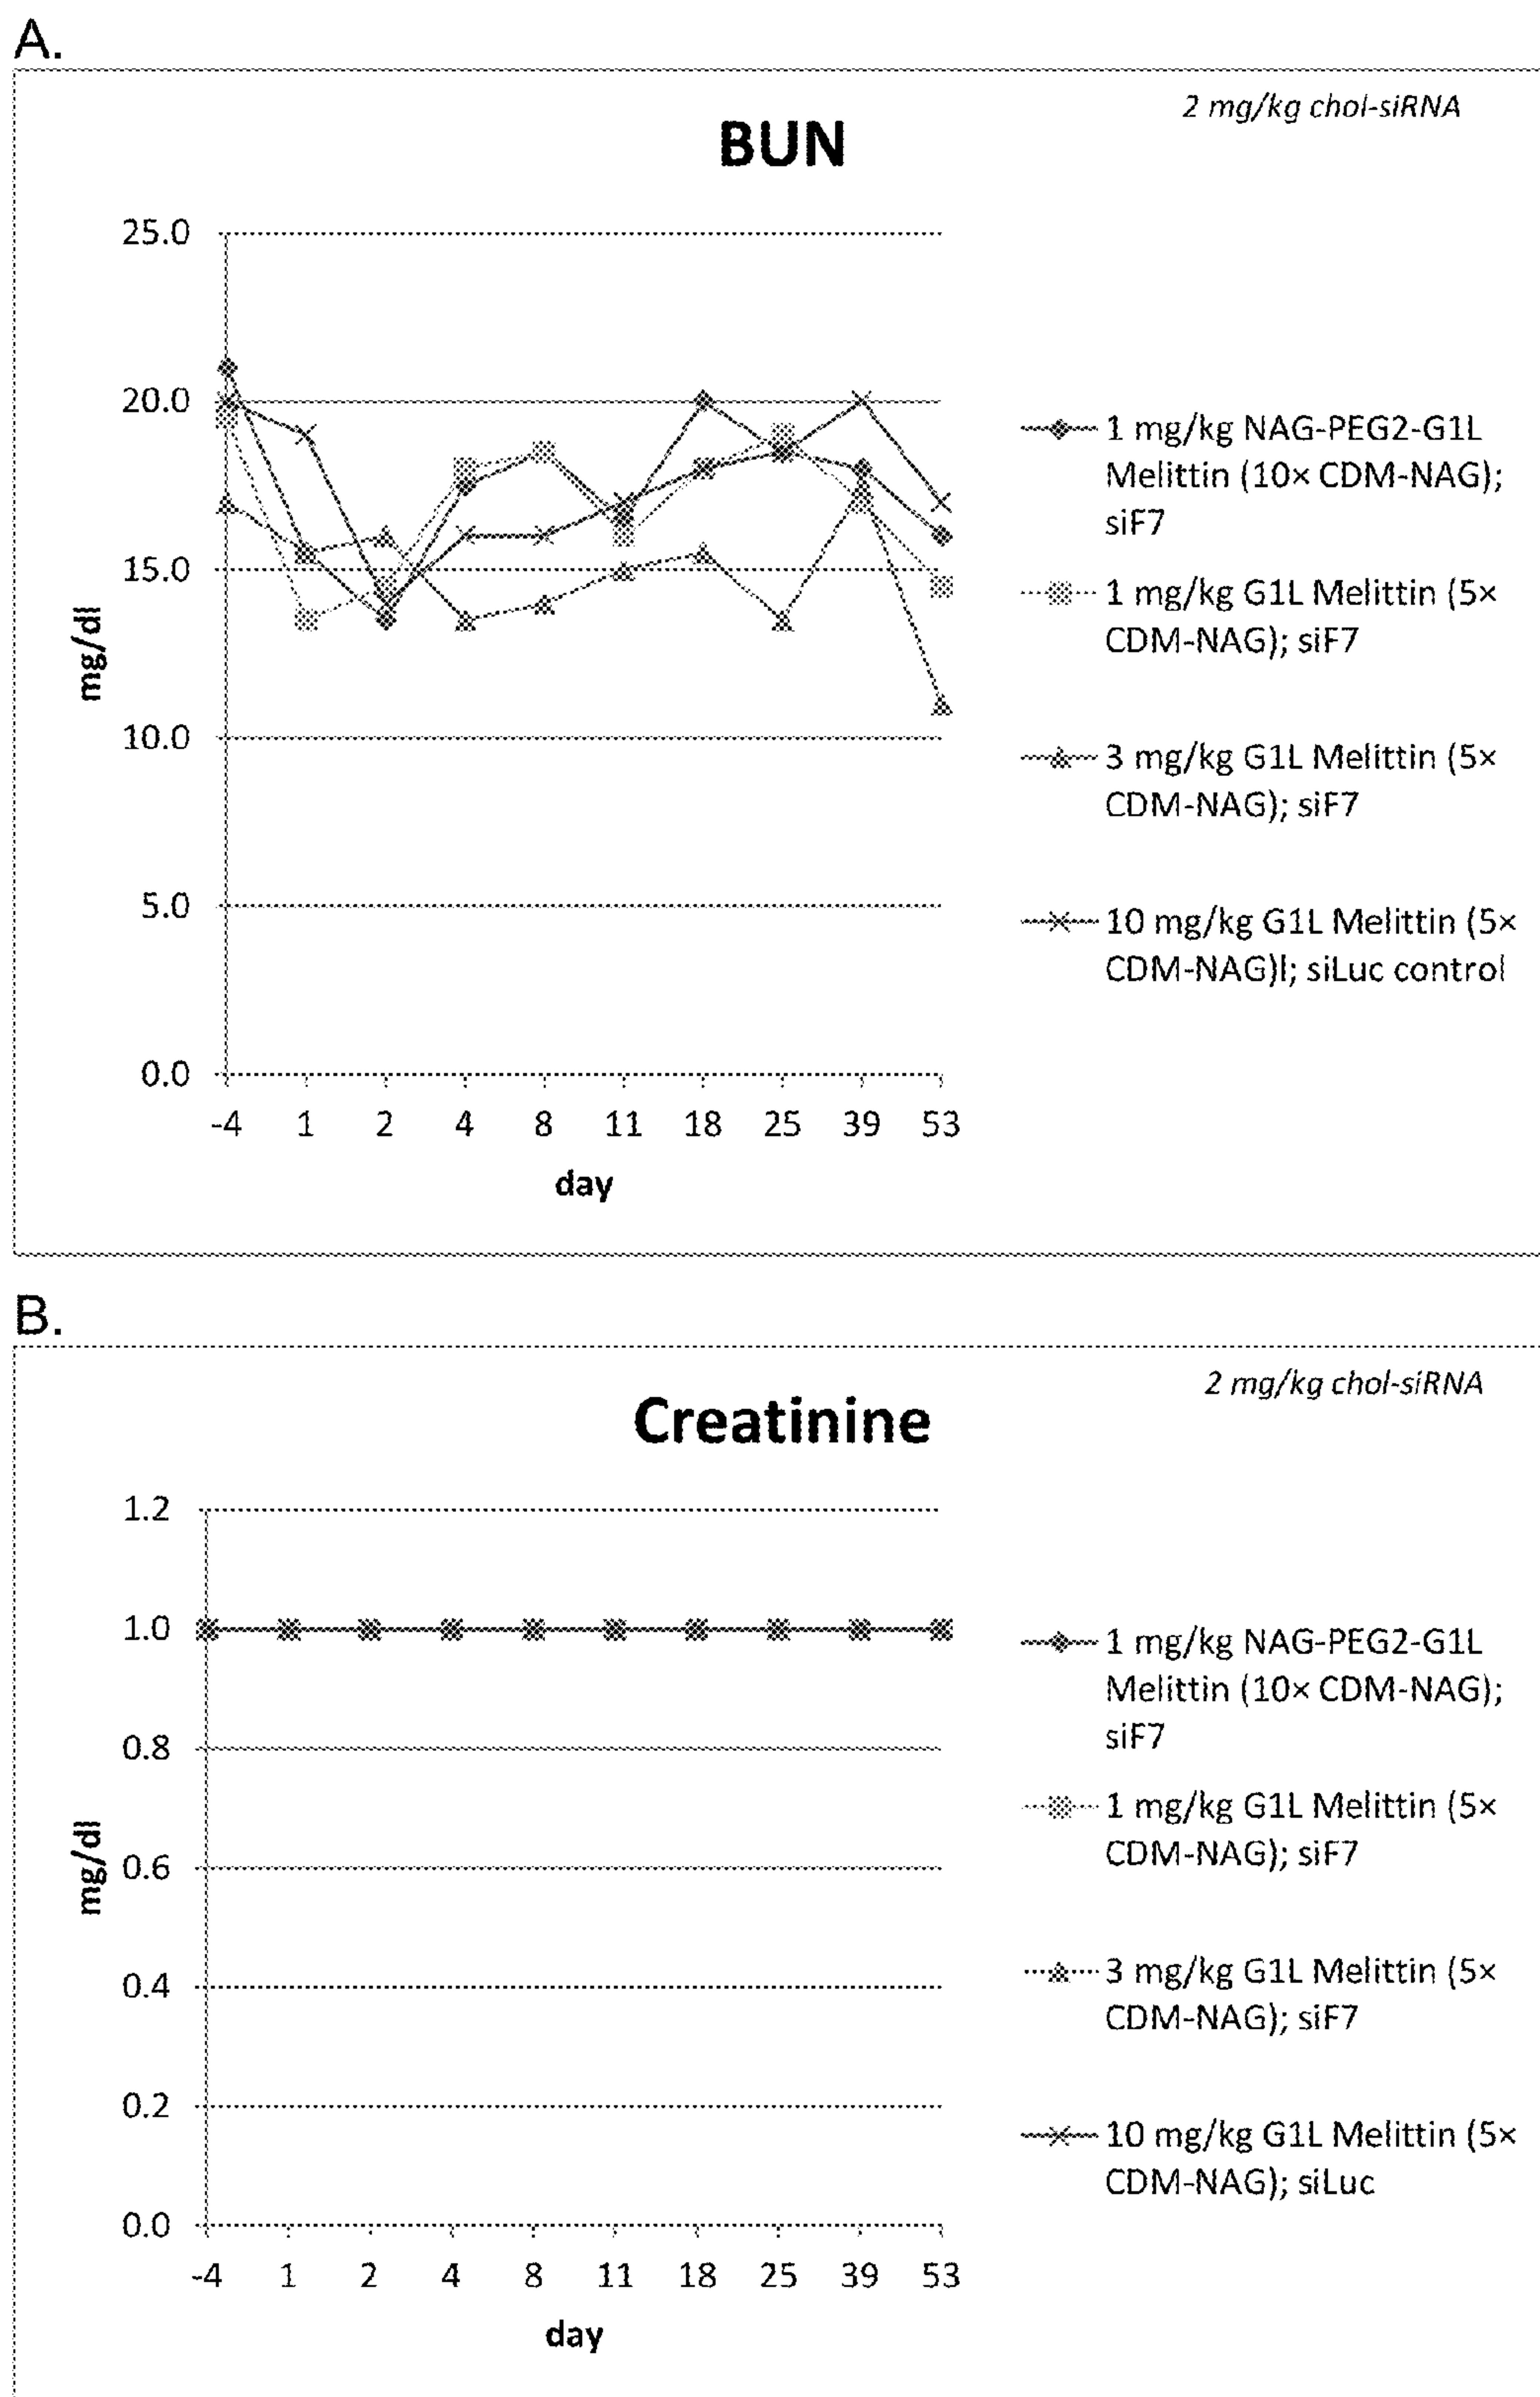 A.
2 mg/kg chol-siRNA
BUN
25.0
20.0
15.0
10.0
5.0
0.0
mg/dl
-4 1 2 4 8 11 18 25 39 53
day
1 mg/kg NAG-PEG2-G1L
Melittin (10× CDM-NAG);
siF7
1 mg/kg G1L Melittin (5×
CDM-NAG); siF7
3 mg/kg G1L Melittin (5×
CDM-NAG); siF7
10 mg/kg G1L Melittin (5×
CDM-NAG)l; siLuc control
B.
2 mg/kg chol-siRNA
Creatinine
1.2
1.0
0.8
0.6
0.4
0.2
0.0
mg/dl
-4 1 2 4 8 11 18 25 39 53
day
1 mg/kg NAG-PEG2-G1L
Melittin (10× CDM-NAG);
siF7
1 mg/kg G1L Melittin (5×
CDM-NAG); siF7
3 mg/kg G1L Melittin (5×
CDM-NAG); siF7
10 mg/kg G1L Melittin (5×
CDM-NAG); siLuc